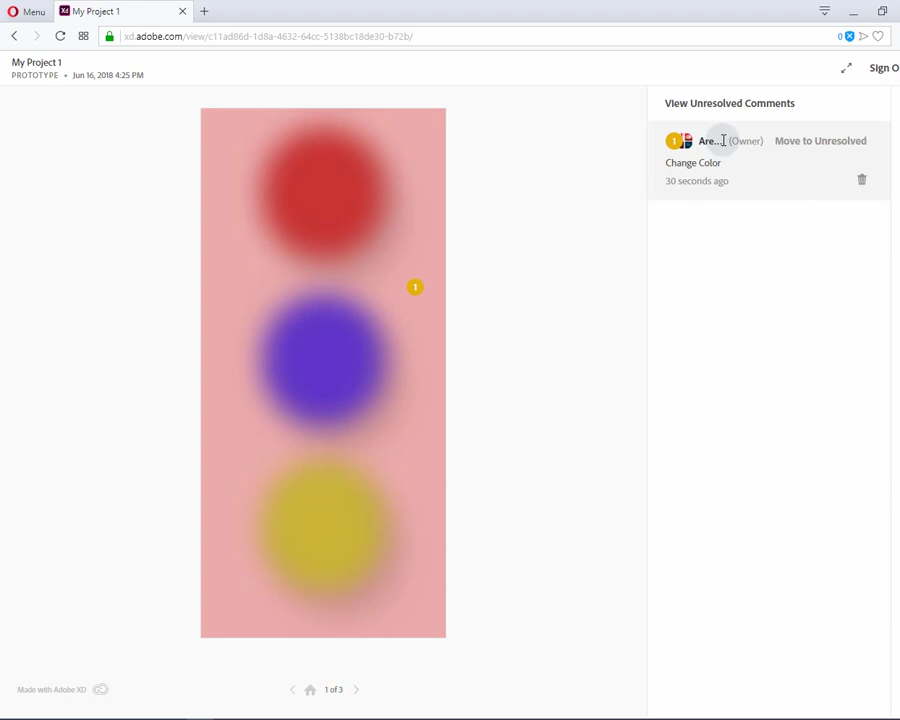 Menu
My Project 1
xd.adobe.com/view/c11ad86d-1d8a-4632-64cc-5138bc18de30-b72b/
0
My Project 1
PROTOTYPE • Jun 16, 2018 4:25 PM
Sign O
View Unresolved Comments
1 Are... (Owner) Move to Unresolved
Change Color
30 seconds ago
1
Made with Adobe XD
1 of 3